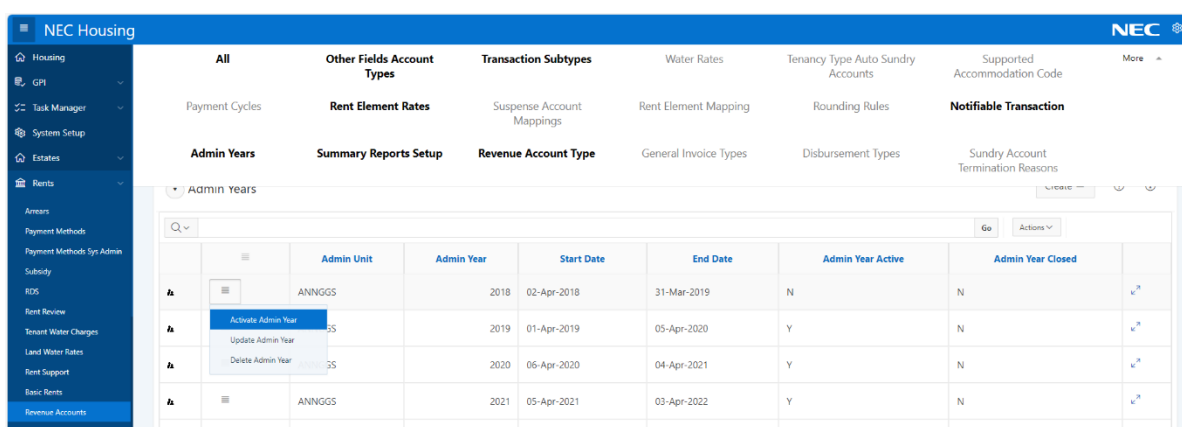 NEC Housing
NEC
Housing
GPI
Task Manager
System Setup
Estates
Rents
Arrears
Payment Methods
Payment Methods Sys Admin
Subsidy
RDS
Rent Review
Tenant Water Charges
Land Water Rates
Rent Support
Basic Rents
Revenue Accounts
All
Other Fields Account
Types
Transaction Subtypes
Water Rates
Tenancy Type Auto Sundry
Accounts
Supported
Accommodation Code
More
Payment Cycles
Rent Element Rates
Suspense Account
Mappings
Rent Element Mapping
Rounding Rules
Notifiable Transaction
Admin Years
Summary Reports Setup
Revenue Account Type
General Invoice Types
Disbursement Types
Sundry Account
Termination Reasons
Admin Years
Create
Go
Actions
Admin Unit Admin Year Start Date End Date Admin Year Active Admin Year Closed
ANNGGS 2018 02-Apr-2018 31-Mar-2019 N N
Activate Admin Year
Update Admin Year
Delete Admin Year
GS 2019 01-Apr-2019 05-Apr-2020 Y N
GS 2020 06-Apr-2020 04-Apr-2021 Y N
ANNGGS 2021 05-Apr-2021 03-Apr-2022 Y N